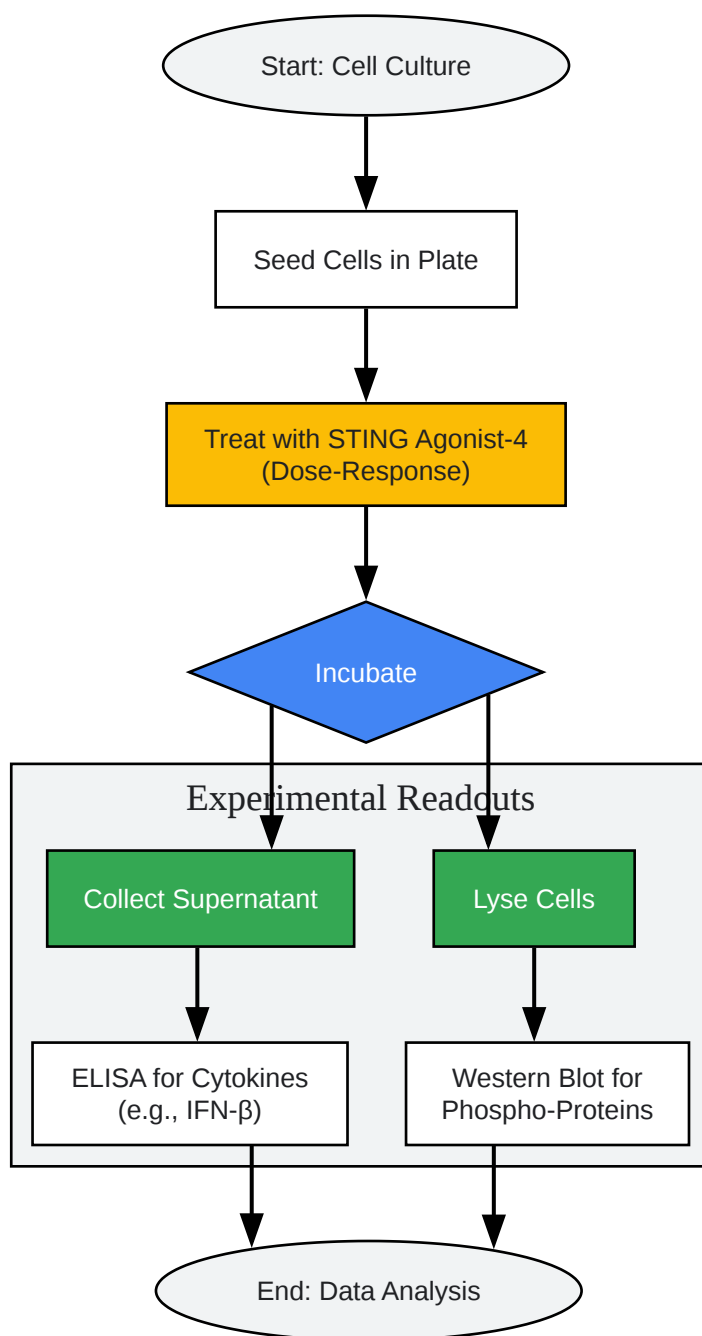 Start: Cell Culture
Seed Cells in Plate
Treat with STING Agonist-4
(Dose-Response)
Incubate
Experimental Readouts
Collect Supernatant
Lyse Cells
ELISA for Cytokines
(e.g., IFN-β)
Western Blot for
Phospho-Proteins
End: Data Analysis